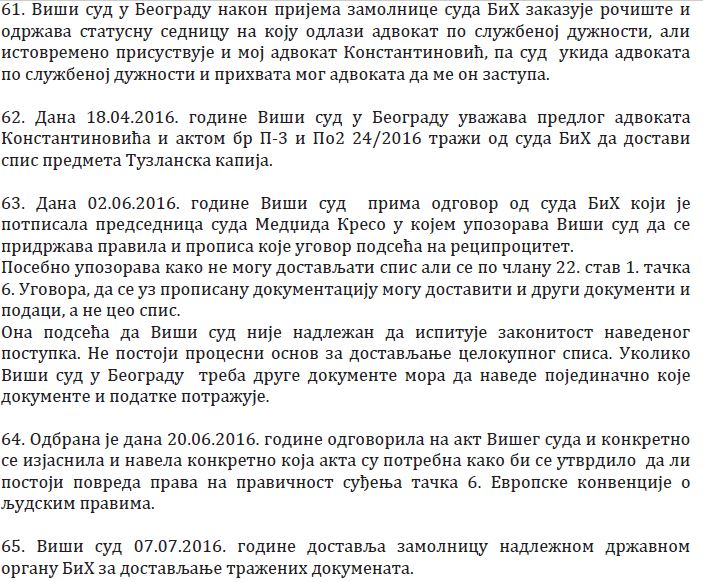 61. Виши суд у Београду након пријема замолнице суда БиХ заказује рочиште и
одржава статусну седницу на коју одлази адвокат по службеној дужности, али
истовремено присуствује и мој адвокат Константиновић, па суд укида адвоката
по службеној дужности и прихвата мог адвоката да ме он заступа.
62. Дана 18.04.2016. године Виши суд у Београду уважава предлог адвоката
Константиновића и актом бр П-3 и По2 24/2016 тражи од суда БиХ да достави
спис предмета Тузланска капија.
63. Дана 02.06.2016. године Виши суд прима одговор од суда БиХ који је
потписала председница суда Меджида Кресо у којем упозорава Виши суд да се
придржава правила и прописа које уговор подсећа на реципроцитет.
Посебно упозорава како не могу достављати спис али се по члану 22. став 1. тачка
6. Уговора, да се уз прописану документацију могу доставити и други документи и
подаци, а не цео спис.
Она подсећа да Виши суд није надлежан да испитује законитост наведеног
поступка. Не постоји процесни основ за достављање целокупног списа. Уколико
Виши суд у Београду треба друге документе мора да наведе појединачно које
документе и податке потражује.
64. Одбрана је дана 20.06.2016. године одговорила на акт Вишег суда и конкретно
се изјаснила и навела конкретно која акта су потребна како би се утврдило да ли
постоји повреда права на правичност суђења тачка 6. Европске конвенције о
људским правима.
65. Виши суд 07.07.2016. године доставља замолницу надлежном државном
органу БиХ за достављање тражених докумената.